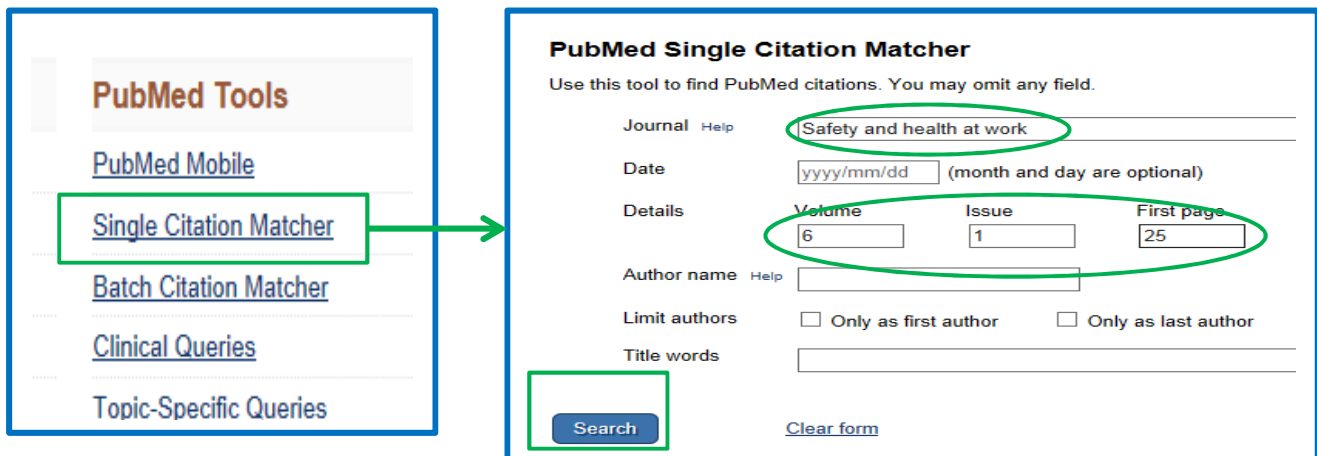 PubMed Tools
PubMed Mobile
Single Citation Matcher
Batch Citation Matcher
Clinical Queries
Topic-Specific Queries
PubMed Single Citation Matcher
Use this tool to find PubMed citations. You may omit any field.
Journal Help Safety and health at work
Date yyyy/mm/dd (month and day are optional)
Details Volume Issue First page
6 1 25
Author name Help
Limit authors Only as first author Only as last author
Title words
Search Clear form